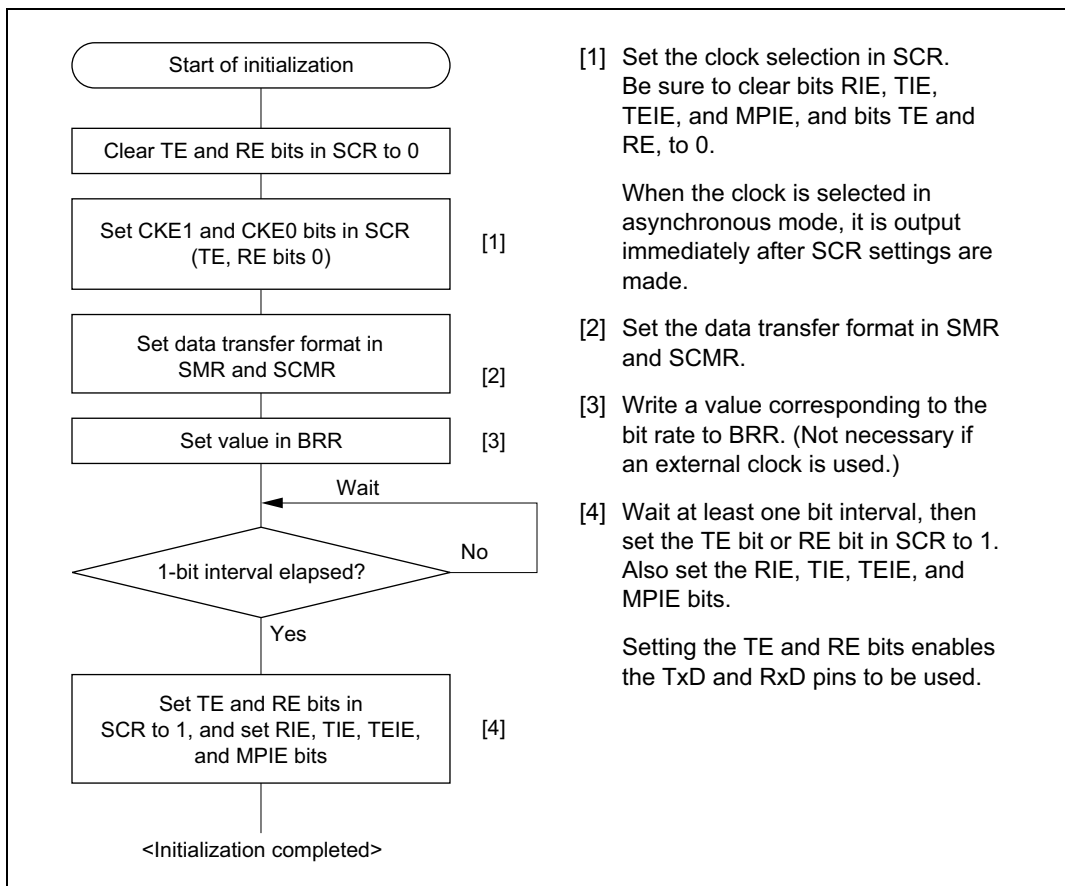 Start of initialization
Clear TE and RE bits in SCR to 0
Set CKE1 and CKE0 bits in SCR
(TE, RE bits 0)
[1]
Set data transfer format in
SMR and SCMR
[2]
Set value in BRR
[3]
Wait
1-bit interval elapsed?
No
Yes
Set TE and RE bits in
SCR to 1, and set RIE, TIE, TEIE,
and MPIE bits
[4]
<Initialization completed>
[1] Set the clock selection in SCR.
Be sure to clear bits RIE, TIE,
TEIE, and MPIE, and bits TE and
RE, to 0.
When the clock is selected in
asynchronous mode, it is output
immediately after SCR settings are
made.
[2] Set the data transfer format in SMR
and SCMR.
[3] Write a value corresponding to the
bit rate to BRR. (Not necessary if
an external clock is used.)
[4] Wait at least one bit interval, then
set the TE bit or RE bit in SCR to 1.
Also set the RIE, TIE, TEIE, and
MPIE bits.
Setting the TE and RE bits enables
the TxD and RxD pins to be used.